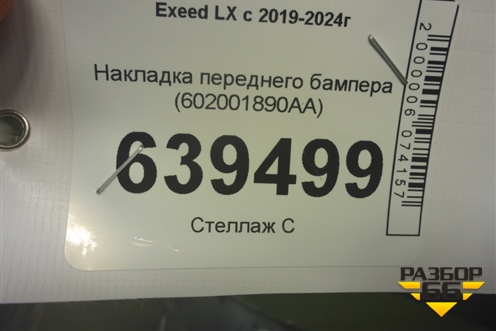 Exeed LX с 2019-2024г
Накладка переднего бампера
(602001890AA)
639499
Стеллаж С
2000006074157
РАЗБОР
66